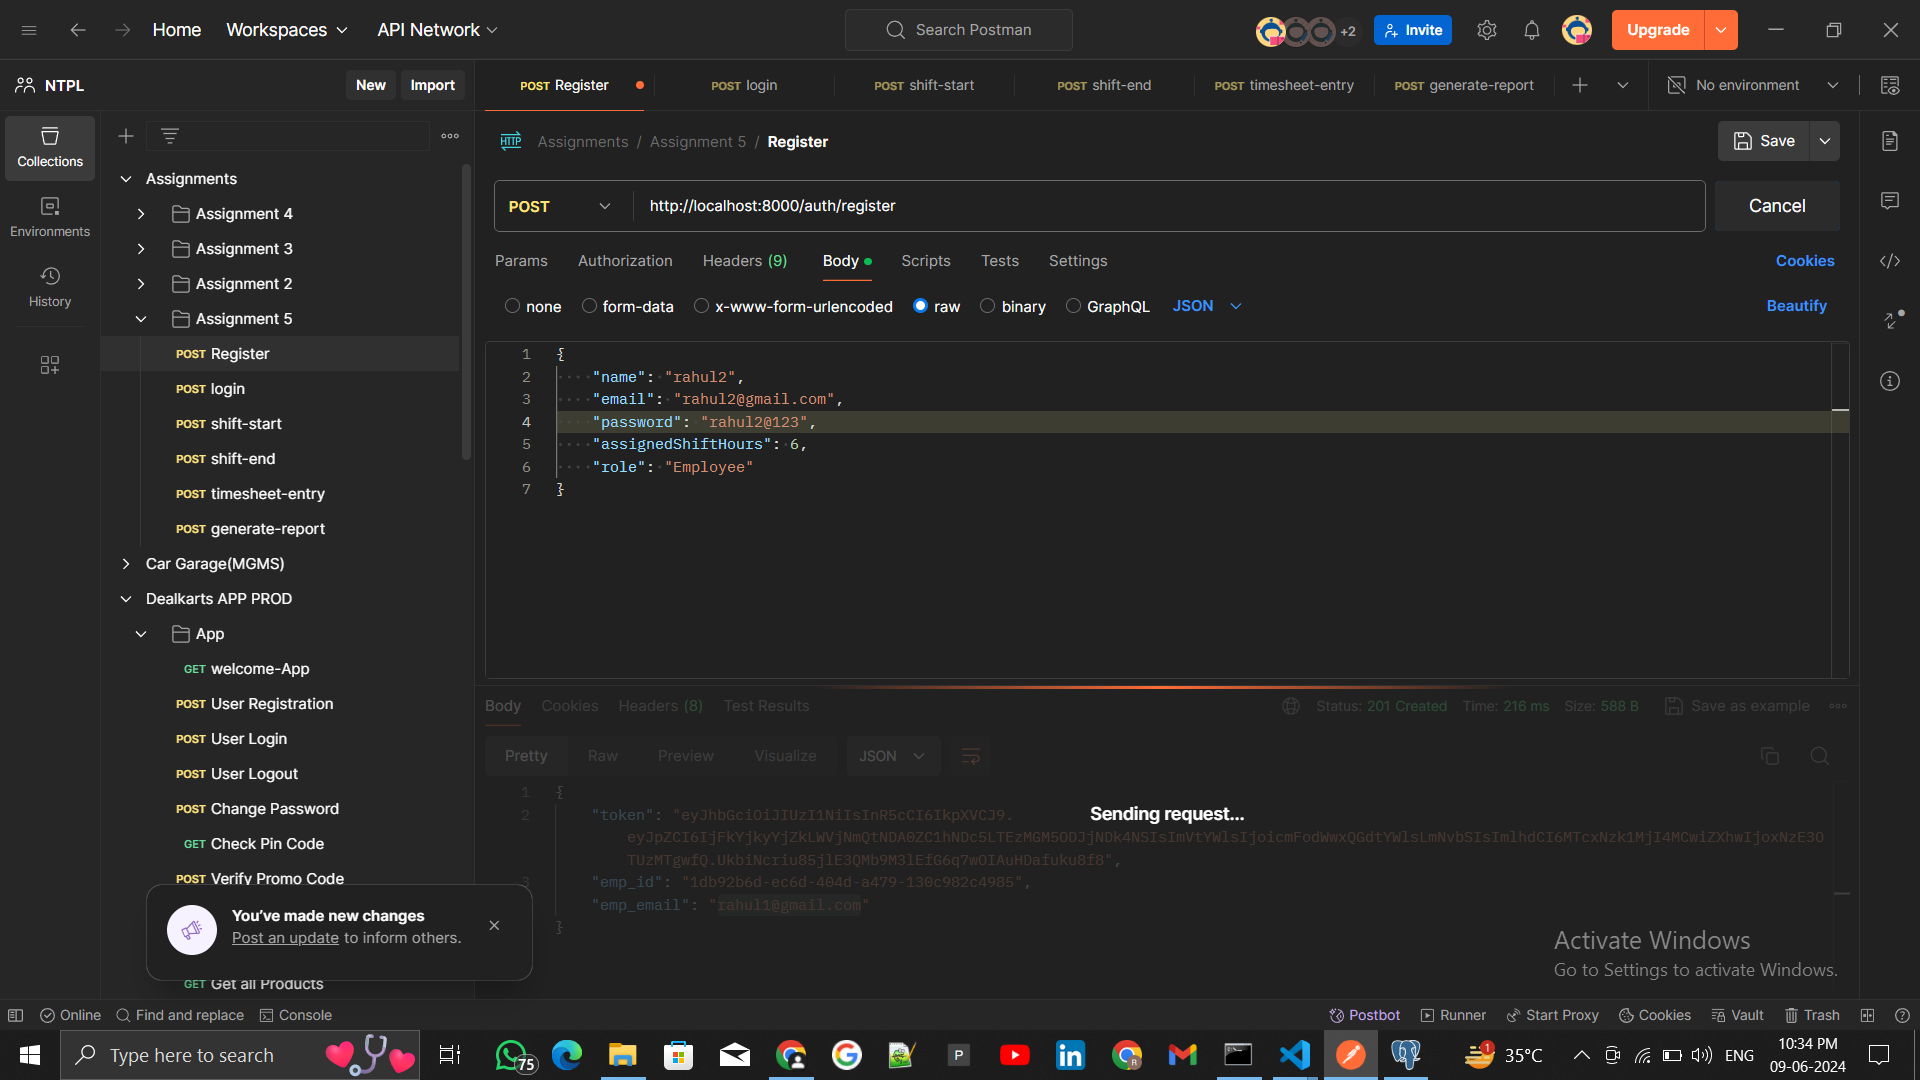 Home Workspaces API Network Search Postman +2 Invite Upgrade
NTPL New Import POST Register POST login POST shift-start POST shift-end POST timesheet-entry POST generate-report No environment
Collections
Environments
History
Assignments
Assignment 4
Assignment 3
Assignment 2
Assignment 5
POST Register
POST login
POST shift-start
POST shift-end
POST timesheet-entry
POST generate-report
Car Garage(MGMS)
Dealkarts APP PROD
App
GET welcome-App
POST User Registration
POST User Login
POST User Logout
POST Change Password
GET Check Pin Code
POST Verify Promo Code
You've made new changes
Post an update to inform others.
GET Get all Products
HTTP Assignments / Assignment 5 / Register Save
POST http://localhost:8000/auth/register Cancel
Params Authorization Headers (9) Body Scripts Tests Settings Cookies
none form-data x-www-form-urlencoded raw binary GraphQL JSON Beautify
1 {
2 "name": "rahul2",
3 "email": "rahul2@gmail.com",
4 "password": "rahul2@123",
5 "assignedShiftHours": 6,
6 "role": "Employee"
7 }
Body Cookies Headers (8) Test Results Status: 201 Created Time: 216 ms Size: 588 B Save as example
Pretty Raw Preview Visualize JSON
1 {
2 "token": "eyJhbGciOiJIUzI1NiIsInR5cCI6IkpXVCJ9.
Sending request...
3 "emp_id": "1db92b6d-ec6d-404d-a479-130c982c4985",
"emp_email": "rahul1@gmail.com"
}
Activate Windows
Go to Settings to activate Windows.
Online Find and replace Console Postbot Runner Start Proxy Cookies Vault Trash
Type here to search 75 P R 1 35°C ENG 10:34 PM
09-06-2024